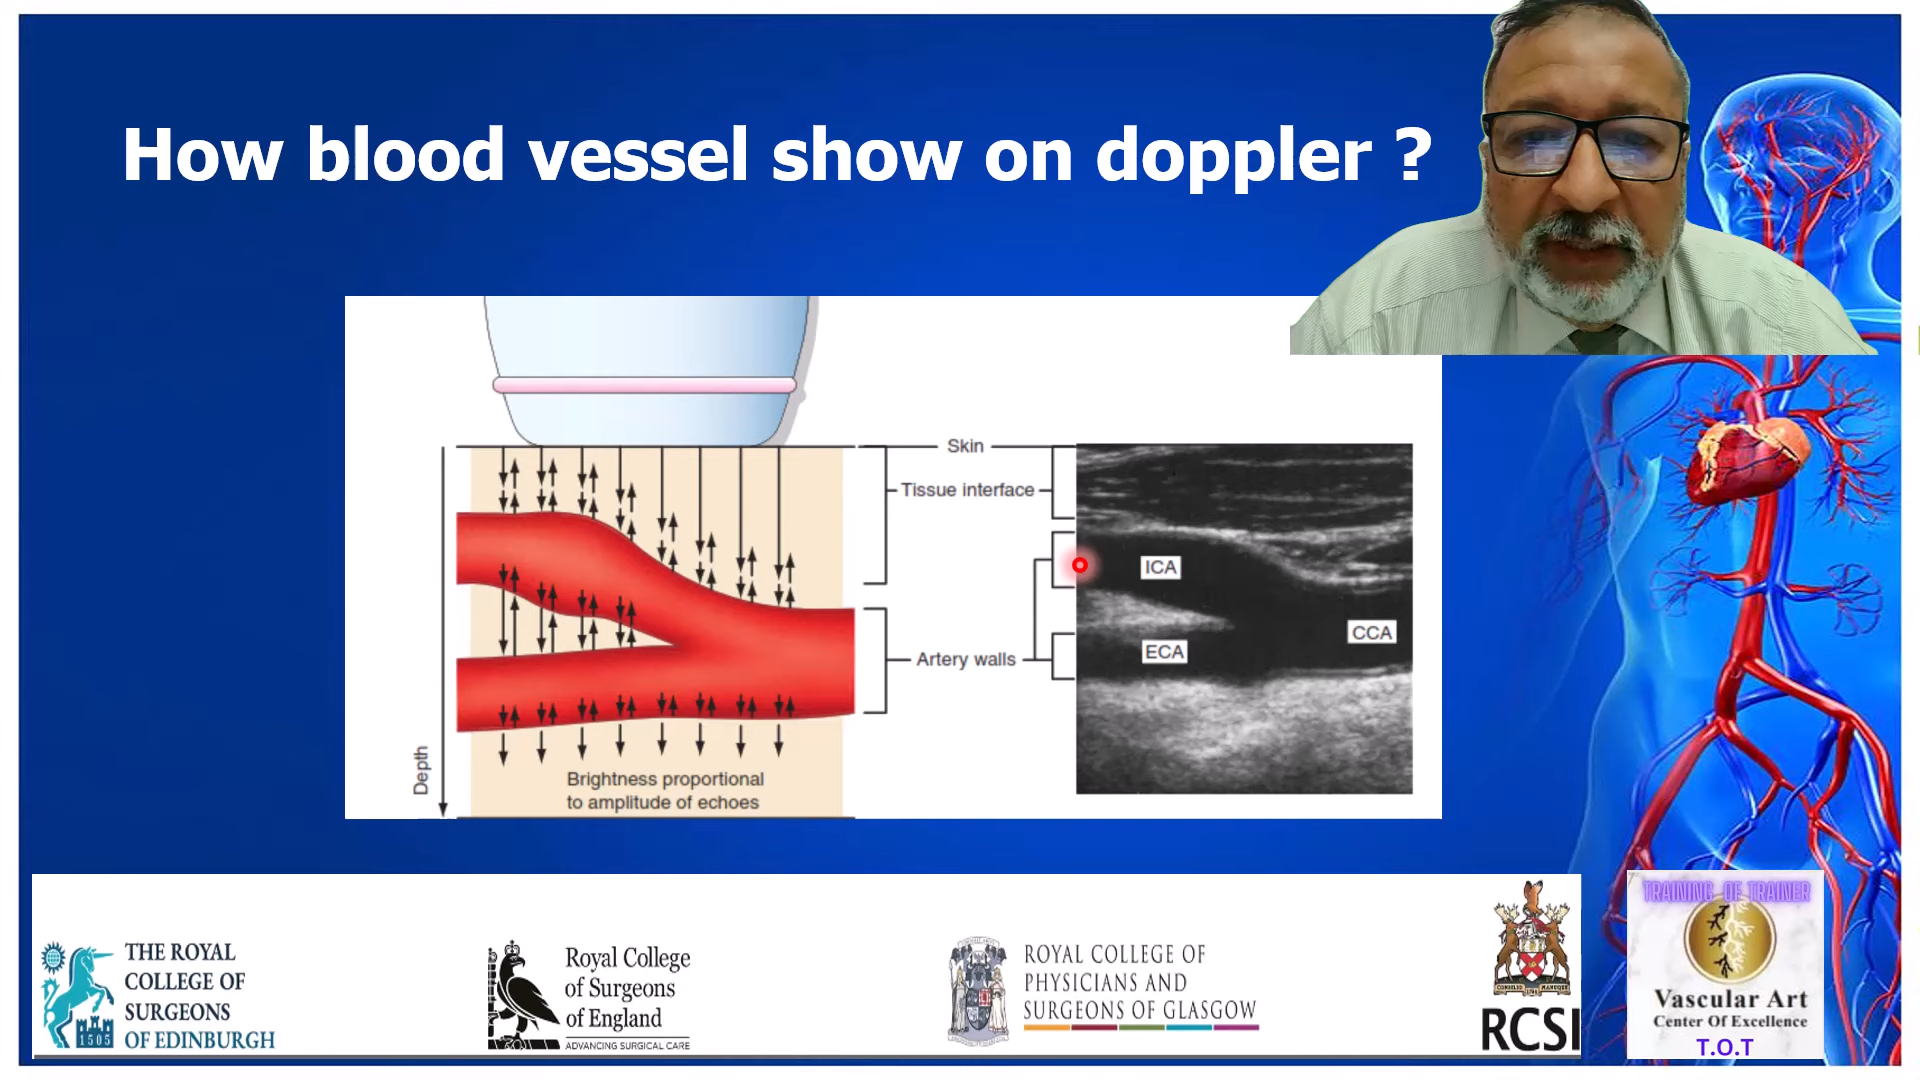 How blood vessel show on doppler ?
Skin
Tissue interface
ICA
CCA
ECA
Artery walls
Depth
Brightness proportional
to amplitude of echoes
THE ROYAL
COLLEGE OF
SURGEONS
OF EDINBURGH
1505
Royal College
of Surgeons
of England
ADVANCING SURGICAL CARE
ROYAL COLLEGE OF
PHYSICIANS AND
SURGEONS OF GLASGOW
RCSI
TRAINING OF TRAINER
Vascular Art
Center Of Excellence
T.O.T